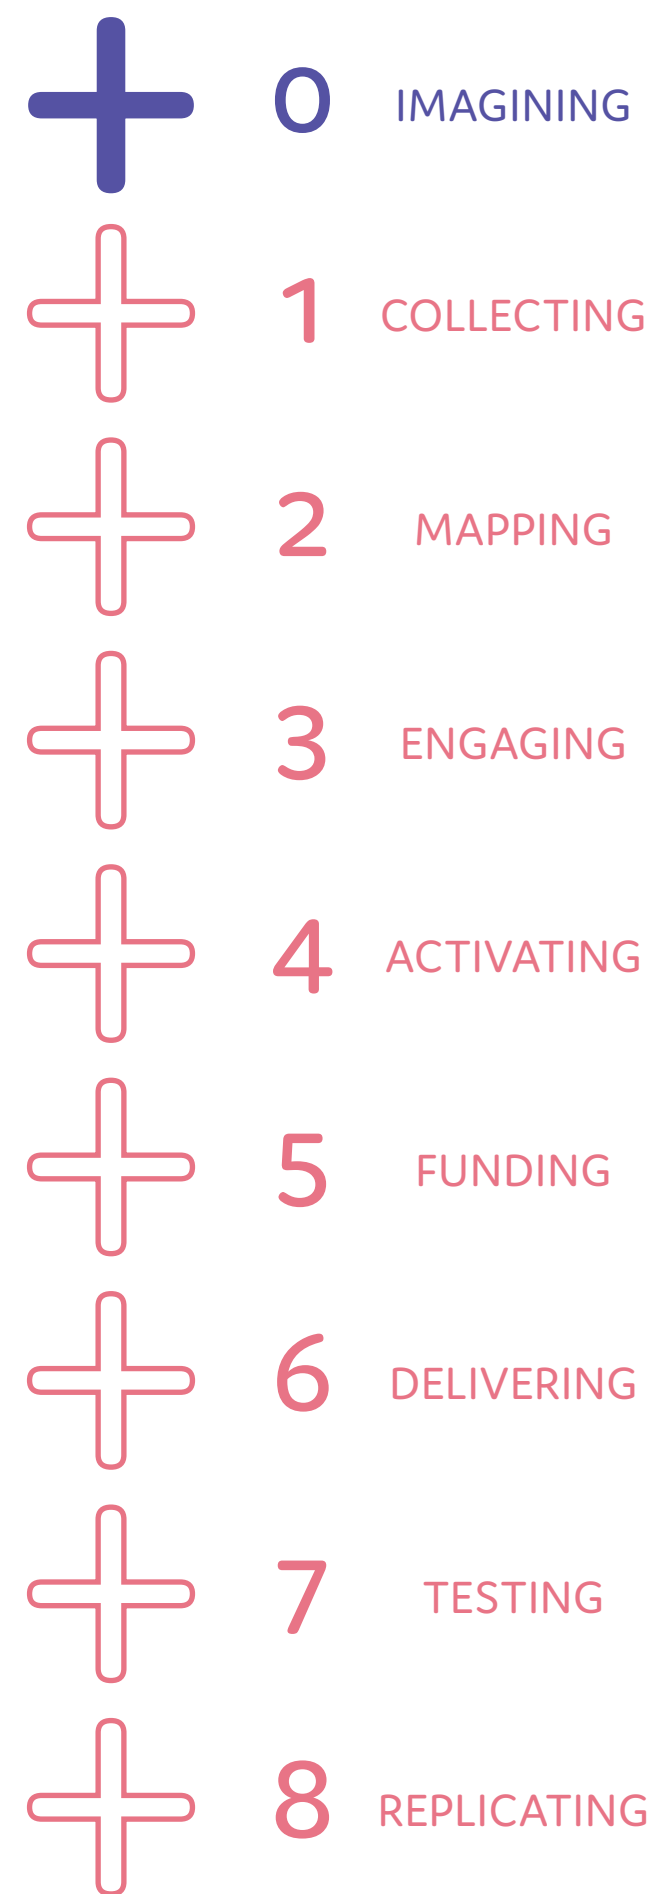 0 IMAGINING
1 COLLECTING
2 MAPPING
3 ENGAGING
4 ACTIVATING
5 FUNDING
6 DELIVERING
7 TESTING
8 REPLICATING